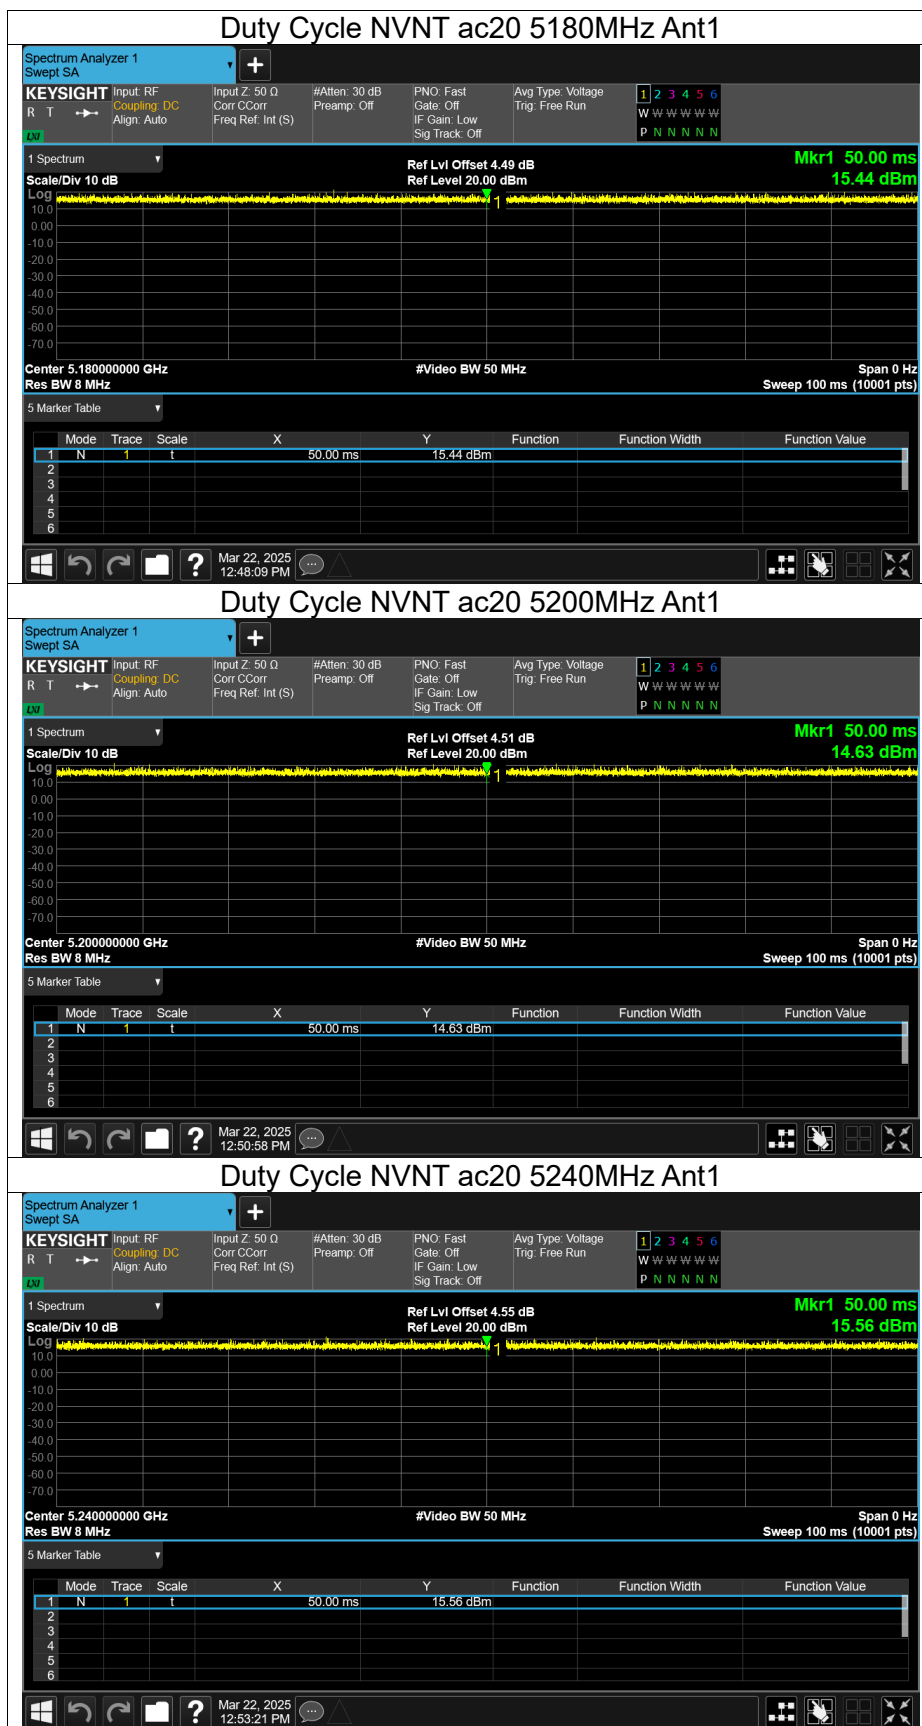 Duty Cycle NVNT ac20 5180MHz Ant1
Spectrum Analyzer 1
Swept SA
KEYSIGHT
R T
LXI
Input: RF
Coupling: DC
Align: Auto
Input Z: 50 Ω
Corr CCorr
Freq Ref: Int (S)
#Atten: 30 dB
Preamp: Off
PNO: Fast
Gate: Off
IF Gain: Low
Sig Track: Off
Avg Type: Voltage
Trig: Free Run
1 2 3 4 5 6
W W W W W W
P N N N N N
1 Spectrum
Scale/Div 10 dB
Ref Lvl Offset 4.49 dB
Ref Level 20.00 dBm
Mkr1 50.00 ms
15.44 dBm
Log
10.0
0.00
-10.0
-20.0
-30.0
-40.0
-50.0
-60.0
-70.0
1
Center 5.180000000 GHz
Res BW 8 MHz
#Video BW 50 MHz
Span 0 Hz
Sweep 100 ms (10001 pts)
5 Marker Table
Mode Trace Scale X Y Function Function Width Function Value
1 N 1 t 50.00 ms 15.44 dBm
2
3
4
5
6
?
Mar 22, 2025
12:48:09 PM
Duty Cycle NVNT ac20 5200MHz Ant1
Spectrum Analyzer 1
Swept SA
KEYSIGHT
R T
LXI
Input: RF
Coupling: DC
Align: Auto
Input Z: 50 Ω
Corr CCorr
Freq Ref: Int (S)
#Atten: 30 dB
Preamp: Off
PNO: Fast
Gate: Off
IF Gain: Low
Sig Track: Off
Avg Type: Voltage
Trig: Free Run
1 2 3 4 5 6
W W W W W W
P N N N N N
1 Spectrum
Scale/Div 10 dB
Ref Lvl Offset 4.51 dB
Ref Level 20.00 dBm
Mkr1 50.00 ms
14.63 dBm
Log
10.0
0.00
-10.0
-20.0
-30.0
-40.0
-50.0
-60.0
-70.0
1
Center 5.200000000 GHz
Res BW 8 MHz
#Video BW 50 MHz
Span 0 Hz
Sweep 100 ms (10001 pts)
5 Marker Table
Mode Trace Scale X Y Function Function Width Function Value
1 N 1 t 50.00 ms 14.63 dBm
2
3
4
5
6
?
Mar 22, 2025
12:50:58 PM
Duty Cycle NVNT ac20 5240MHz Ant1
Spectrum Analyzer 1
Swept SA
KEYSIGHT
R T
LXI
Input: RF
Coupling: DC
Align: Auto
Input Z: 50 Ω
Corr CCorr
Freq Ref: Int (S)
#Atten: 30 dB
Preamp: Off
PNO: Fast
Gate: Off
IF Gain: Low
Sig Track: Off
Avg Type: Voltage
Trig: Free Run
1 2 3 4 5 6
W W W W W W
P N N N N N
1 Spectrum
Scale/Div 10 dB
Ref Lvl Offset 4.55 dB
Ref Level 20.00 dBm
Mkr1 50.00 ms
15.56 dBm
Log
10.0
0.00
-10.0
-20.0
-30.0
-40.0
-50.0
-60.0
-70.0
1
Center 5.240000000 GHz
Res BW 8 MHz
#Video BW 50 MHz
Span 0 Hz
Sweep 100 ms (10001 pts)
5 Marker Table
Mode Trace Scale X Y Function Function Width Function Value
1 N 1 t 50.00 ms 15.56 dBm
2
3
4
5
6
?
Mar 22, 2025
12:53:21 PM